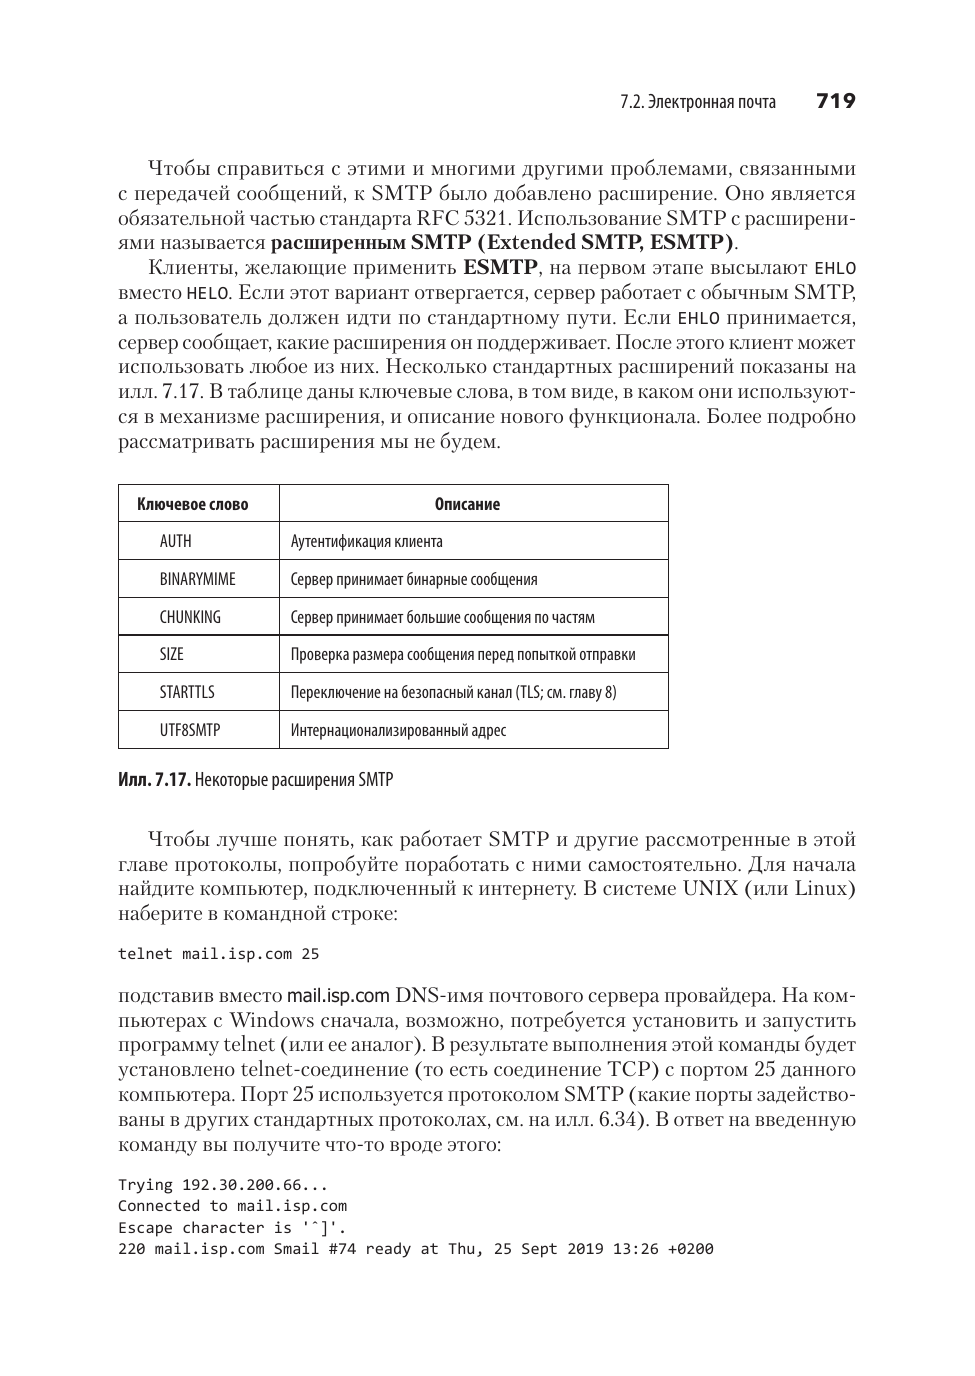 7.2. Электронная почта 719
Чтобы справиться с этими и многими другими проблемами, связанными
с передачей сообщений, к SMTP было добавлено расширение. Оно является
обязательной частью стандарта RFC 5321. Использование SMTP с расширени-
ями называется расширенным SMTP (Extended SMTP, ESMTP).
Клиенты, желающие применить ESMTP, на первом этапе высылают EHLO
вместо HELO. Если этот вариант отвергается, сервер работает с обычным SMTP,
а пользователь должен идти по стандартному пути. Если EHLO принимается,
сервер сообщает, какие расширения он поддерживает. После этого клиент может
использовать любое из них. Несколько стандартных расширений показаны на
илл. 7.17. В таблице даны ключевые слова, в том виде, в каком они используют-
ся в механизме расширения, и описание нового функционала. Более подробно
рассматривать расширения мы не будем.
Ключевое слово Описание
AUTH Аутентификация клиента
BINARYMIME Сервер принимает бинарные сообщения
CHUNKING Сервер принимает большие сообщения по частям
SIZE Проверка размера сообщения перед попыткой отправки
STARTTLS Переключение на безопасный канал (TLS; см. главу 8)
UTF8SMTP Интернационализированный адрес
Илл. 7.17. Некоторые расширения SMTP
Чтобы лучше понять, как работает SMTP и другие рассмотренные в этой
главе протоколы, попробуйте поработать с ними самостоятельно. Для начала
найдите компьютер, подключенный к интернету. В системе UNIX (или Linux)
наберите в командной строке:
telnet mail.isp.com 25
подставив вместо mail.isp.com DNS-имя почтового сервера провайдера. На ком-
пьютерах с Windows сначала, возможно, потребуется установить и запустить
программу telnet (или ее аналог). В результате выполнения этой команды будет
установлено telnet-соединение (то есть соединение TCP) с портом 25 данного
компьютера. Порт 25 используется протоколом SMTP (какие порты задейство-
ваны в других стандартных протоколах, см. на илл. 6.34). В ответ на введенную
команду вы получите что-то вроде этого:
Trying 192.30.200.66...
Connected to mail.isp.com
Escape character is 'ˆ]'.
220 mail.isp.com Smail #74 ready at Thu, 25 Sept 2019 13:26 +0200